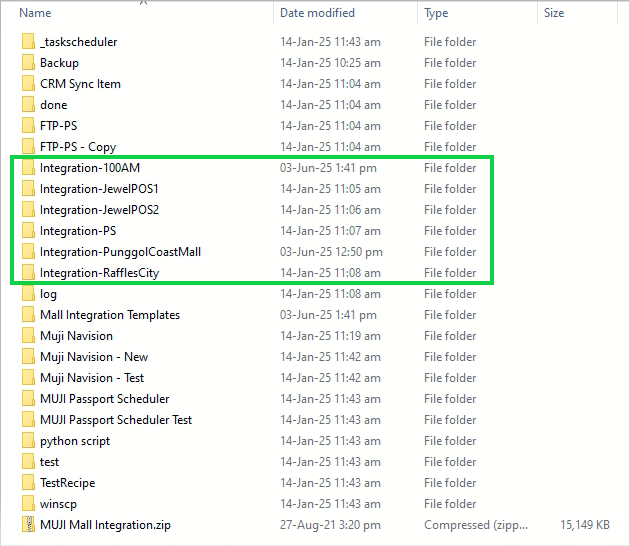 Name Date modified Type Size
_taskscheduler 14-Jan-25 11:43 am File folder
Backup 14-Jan-25 10:25 am File folder
CRM Sync Item 14-Jan-25 11:04 am File folder
done 14-Jan-25 11:04 am File folder
FTP-PS 14-Jan-25 11:04 am File folder
FTP-PS - Copy 14-Jan-25 11:04 am File folder
Integration-100AM 03-Jun-25 1:41 pm File folder
Integration-JewelPOS1 14-Jan-25 11:05 am File folder
Integration-JewelPOS2 14-Jan-25 11:06 am File folder
Integration-PS 14-Jan-25 11:07 am File folder
Integration-PunggolCoastMall 03-Jun-25 12:50 pm File folder
Integration-RafflesCity 14-Jan-25 11:08 am File folder
log 14-Jan-25 11:08 am File folder
Mall Integration Templates 03-Jun-25 1:41 pm File folder
Muji Navision 14-Jan-25 11:19 am File folder
Muji Navision - New 14-Jan-25 11:42 am File folder
Muji Navision - Test 14-Jan-25 11:42 am File folder
MUJI Passport Scheduler 14-Jan-25 11:43 am File folder
MUJI Passport Scheduler Test 14-Jan-25 11:43 am File folder
python script 14-Jan-25 11:43 am File folder
test 14-Jan-25 11:43 am File folder
TestRecipe 14-Jan-25 11:43 am File folder
winscp 14-Jan-25 11:43 am File folder
MUJI Mall Integration.zip 27-Aug-21 3:20 pm Compressed (zipp... 15,149 KB